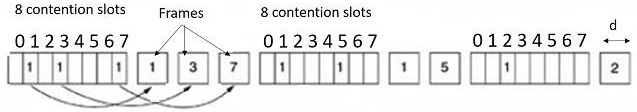 8 contention slots Frames 8 contention slots
0 1 2 3 4 5 6 7 0 1 2 3 4 5 6 7 0 1 2 3 4 5 6 7 d
1 1 1 1 3 7 1 1 1 5 1 2